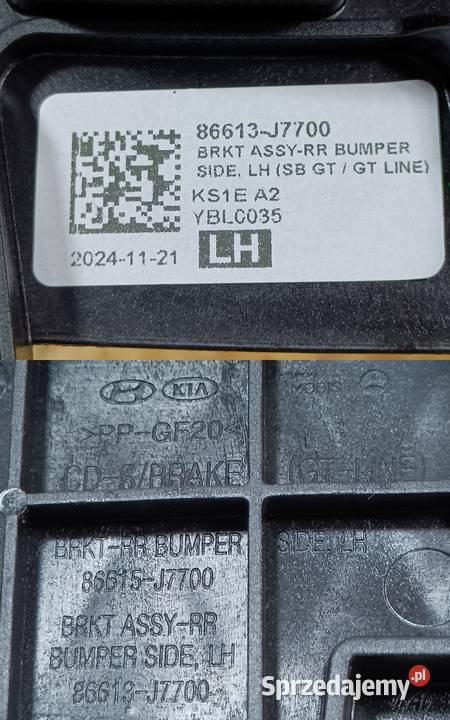 86613-J7700
BRKT ASSY-RR BUMPER
SIDE, LH (SB GT / GT LINE)
KS1E A2
YBLC035
2024-11-21
LH
KIA
MOBIS
>PP-GF20<
CD-S/BRAKE (GT-LINE)
BRKT-RR BUMPER SIDE, LH
86615-J7700
BRKT ASSY-RR
BUMPER SIDE, LH
86613-J7700
Sprzedajemy.pl